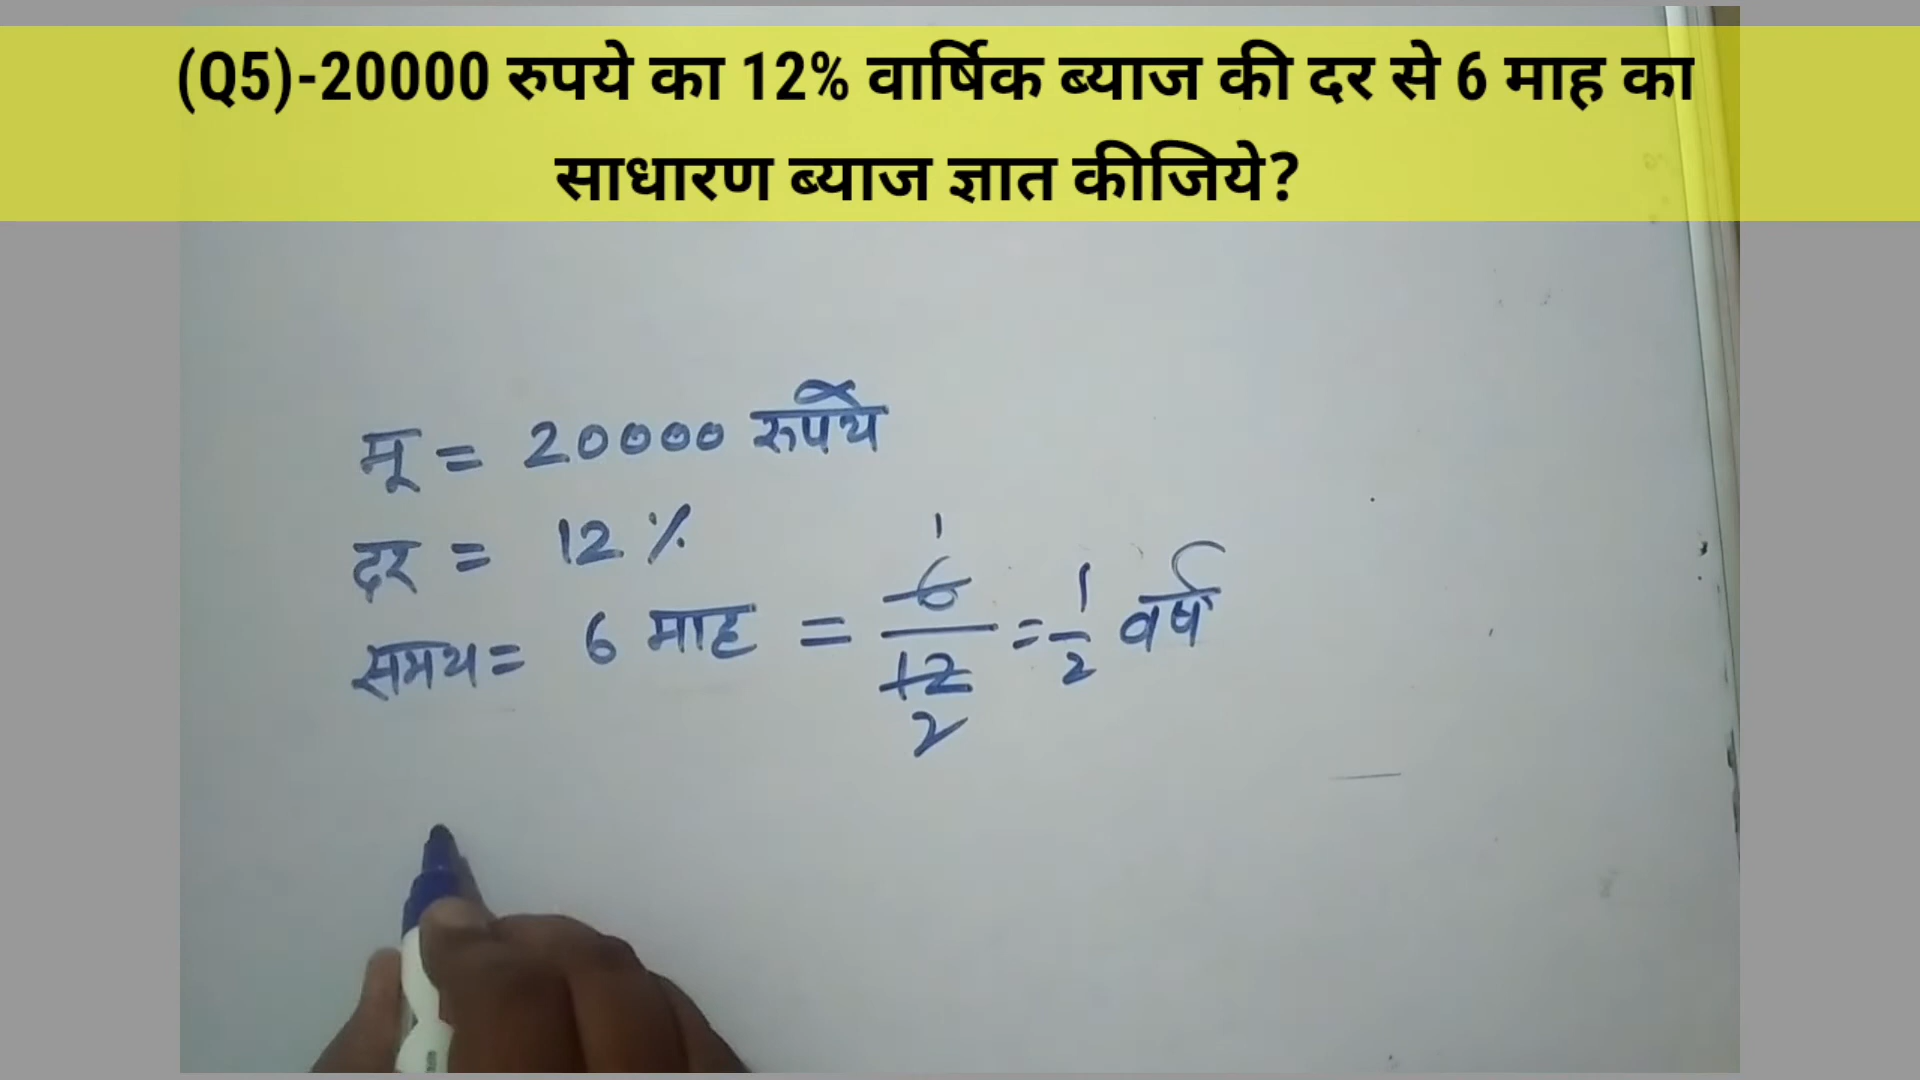 (Q5)-20000 रुपये का 12% वार्षिक ब्याज की दर से 6 माह का
साधारण ब्याज ज्ञात कीजिये?
मू = 20000 रुपये
दर = 12 %
समय = 6 माह = 6/12 = 1/2 वर्ष
1
2